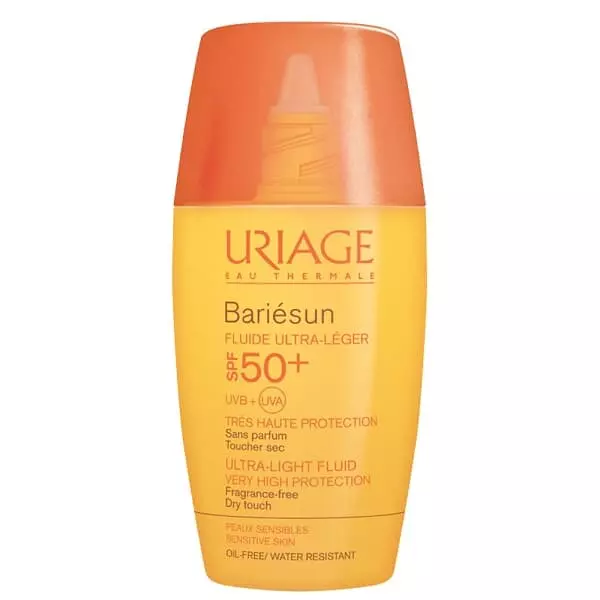 URIAGE
EAU THERMALE
Bariésun
FLUIDE ULTRA-LÉGER
SPF 50+
UVB + UVA
TRÈS HAUTE PROTECTION
Sans parfum
Toucher sec
ULTRA-LIGHT FLUID
VERY HIGH PROTECTION
Fragrance-free
Dry touch
PEAUX SENSIBLES
SENSITIVE SKIN
OIL-FREE/ WATER RESISTANT